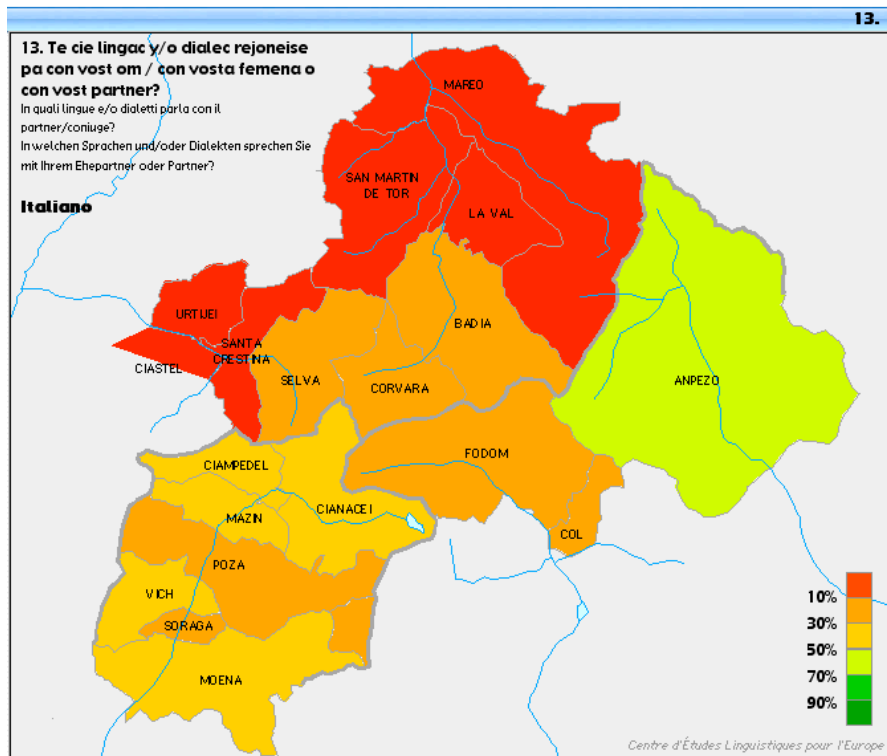 13.
13. Te cie lingac y/o dialec rejoneise
pa con vost om / con vosta femena o
con vost partner?
In quali lingue e/o dialetti parla con il
partner/coniuge?
In welchen Sprachen und/oder Dialekten sprechen Sie
mit Ihrem Ehepartner oder Partner?
Italiano
MAREO
SAN MARTIN
DE TOR
LA VAL
URTIJEI
SANTA
CRESTINA
CIASTEL
SELVA
BADIA
CORVARA
ANPEZO
FODOM
CIAMPEDEL
CIANACEI
MAZIN
COL
POZA
VICH
SORAGA
MOENA
10%
30%
50%
70%
90%
Centre d'Études Linguistiques pour l'Europe